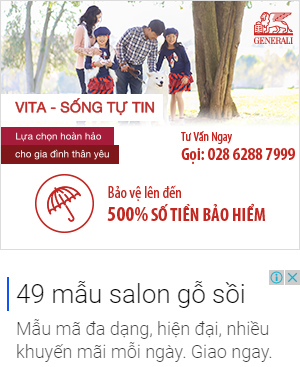 GENERALI
VITA - SỐNG TỰ TIN
Lựa chọn hoàn hảo
cho gia đình thân yêu
Tư Vấn Ngay
Gọi: 028 6288 7999
Bảo vệ lên đến
500% SỐ TIỀN BẢO HIỂM
49 mẫu salon gỗ sồi
Mẫu mã đa dạng, hiện đại, nhiều
khuyến mãi mỗi ngày. Giao ngay.